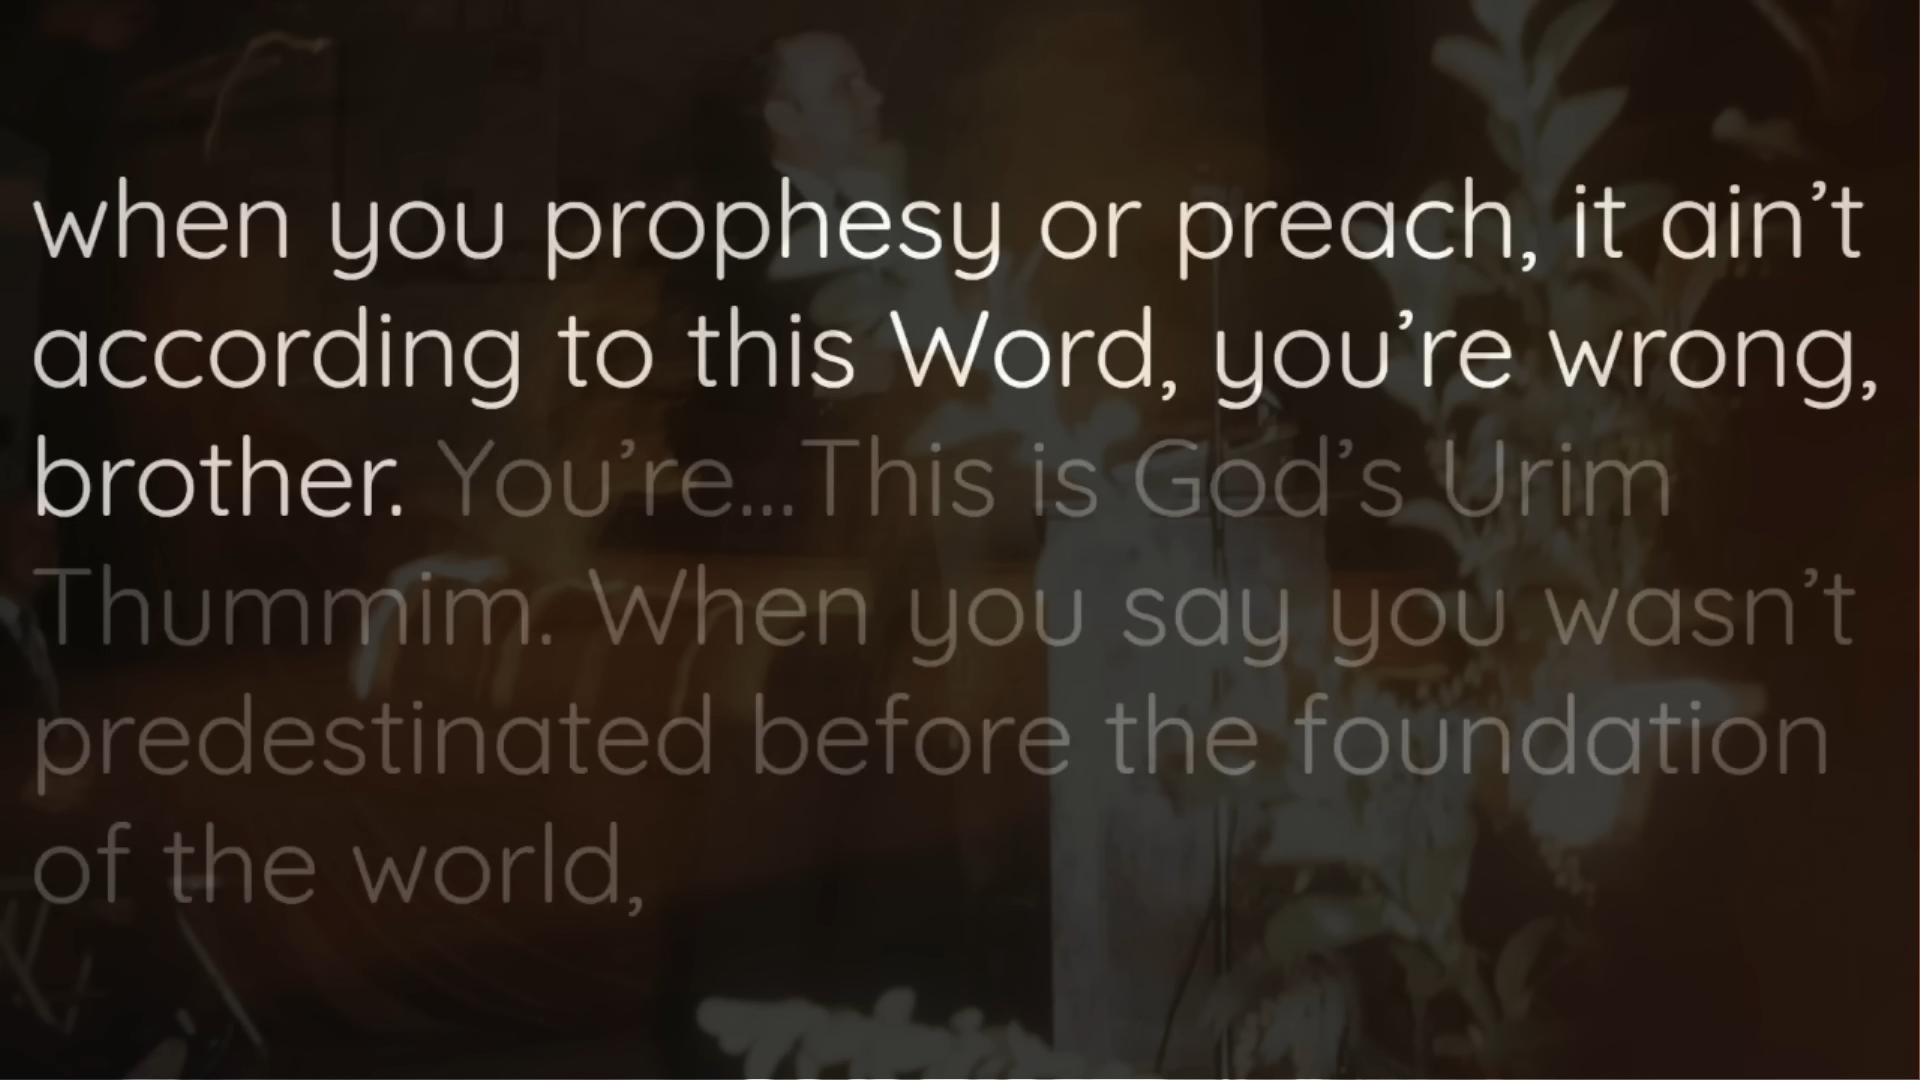 when you prophesy or preach, it ain’t
according to this Word, you’re wrong,
brother. You’re...This is God’s Urim
Thummim. When you say you wasn’t
predestinated before the foundation
of the world,